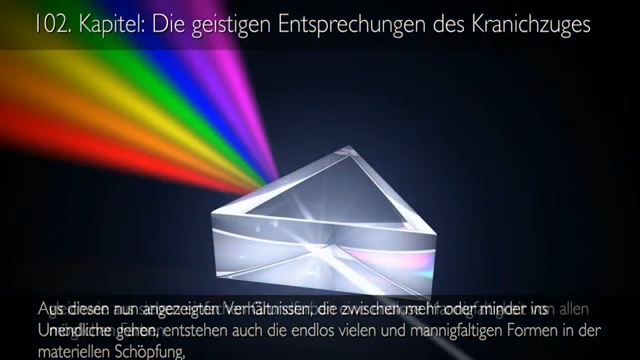 102. Kapitel: Die geistigen Entsprechungen des Kranichzuges
Aus diesen nun angezeigten Verhältnissen, die zwischen mehr oder minder ins
Unendliche gehen, entstehen auch die endlos vielen und mannigfaltigen Formen in der
materiellen Schöpfung,